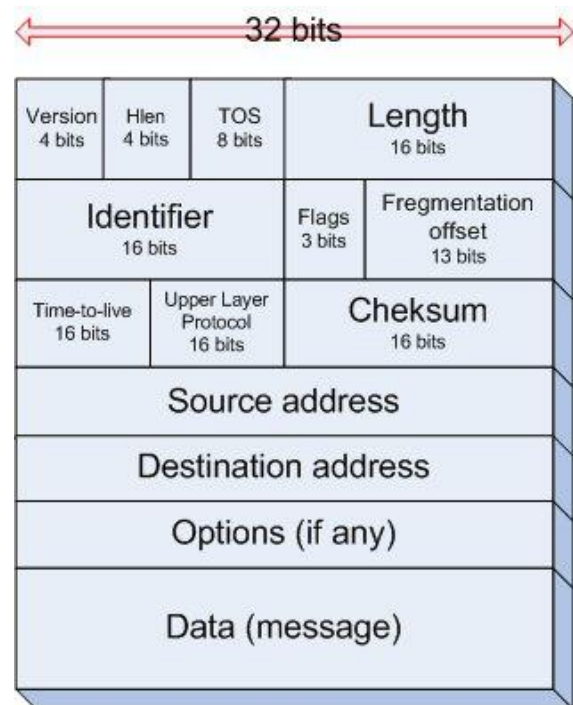 32 bits
Version
4 bits
Hlen
4 bits
TOS
8 bits
Length
16 bits
Identifier
16 bits
Flags
3 bits
Fregmentation
offset
13 bits
Time-to-live
16 bits
Upper Layer
Protocol
16 bits
Cheksum
16 bits
Source address
Destination address
Options (if any)
Data (message)